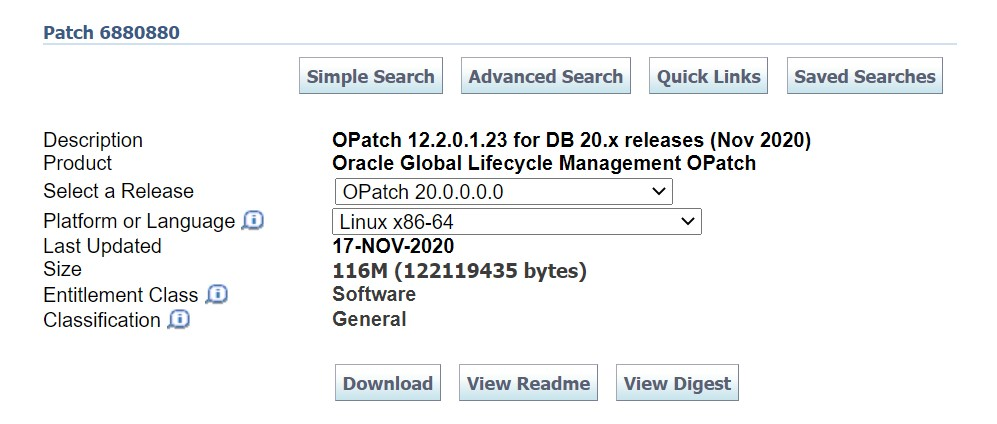 Patch 6880880
Simple Search Advanced Search Quick Links Saved Searches
Description OPatch 12.2.0.1.23 for DB 20.x releases (Nov 2020)
Product Oracle Global Lifecycle Management OPatch
Select a Release OPatch 20.0.0.0.0
Platform or Language Linux x86-64
Last Updated 17-NOV-2020
Size 116M (122119435 bytes)
Entitlement Class Software
Classification General
Download View Readme View Digest